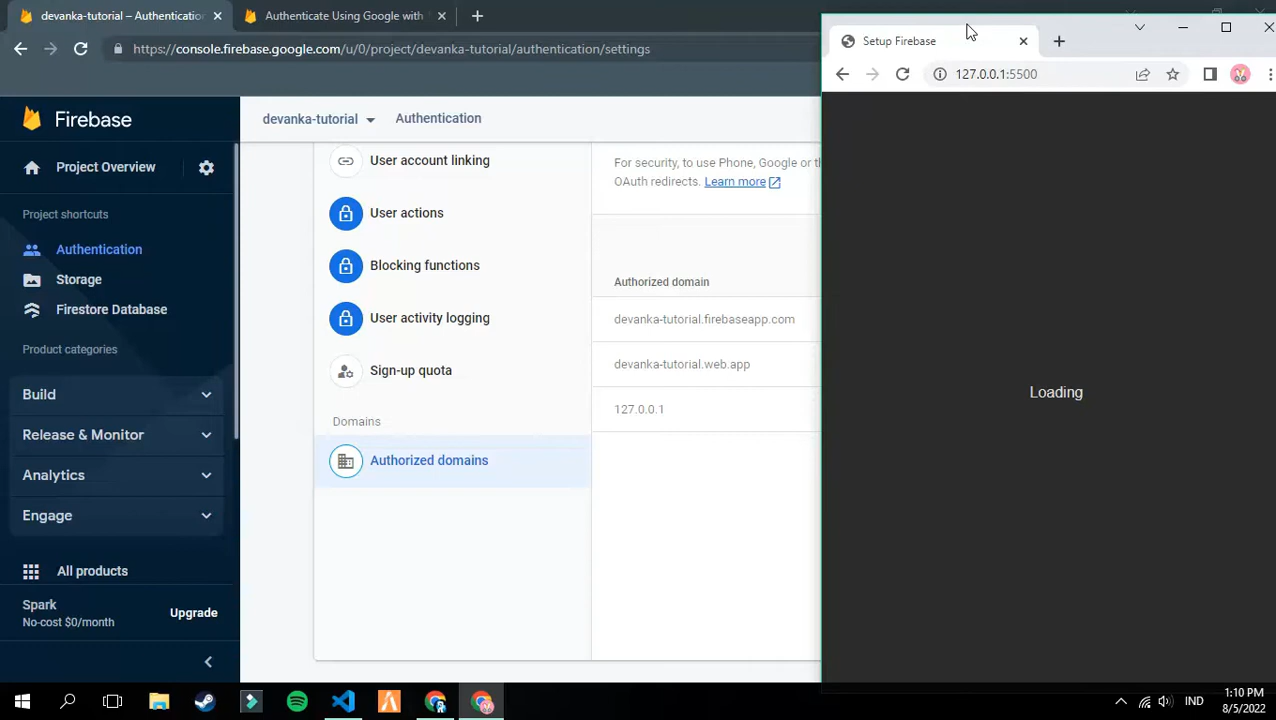 devanka-tutorial – Authenticatio
Authenticate Using Google with
https://console.firebase.google.com/u/0/project/devanka-tutorial/authentication/settings
Firebase
Project Overview
Project shortcuts
Authentication
Storage
Firestore Database
Product categories
Build
Release & Monitor
Analytics
Engage
All products
Spark
No-cost $0/month
Upgrade
devanka-tutorial
Authentication
User account linking
User actions
Blocking functions
User activity logging
Sign-up quota
Domains
Authorized domains
For security, to use Phone, Google or
OAuth redirects. Learn more
Authorized domain
devanka-tutorial.firebaseapp.com
devanka-tutorial.web.app
127.0.0.1
Setup Firebase
127.0.0.1:5500
Loading
IND
1:10 PM
8/5/2022